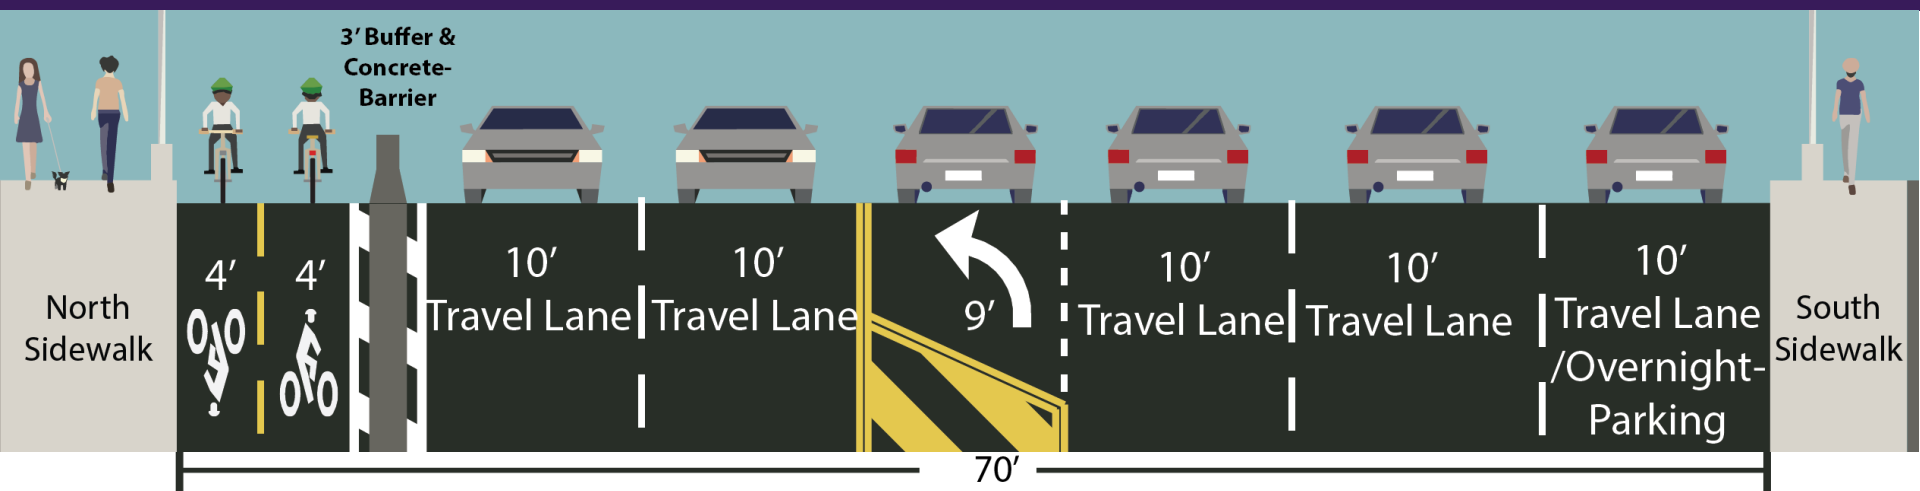 3' Buffer &
Concrete-
Barrier
North
Sidewalk
4'
4'
10'
Travel Lane
10'
Travel Lane
9'
10'
Travel Lane
10'
Travel Lane
10'
Travel Lane
/Overnight-
Parking
South
Sidewalk
70'